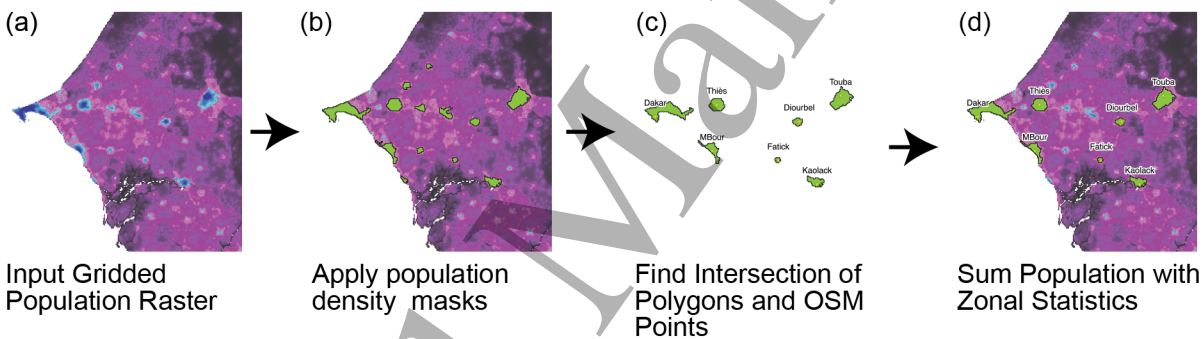 (a)
(b)
(c)
(d)
Dakar
Thiès
Touba
Diourbel
MBour
Fatick
Kaolack
Dakar
Thiès
Touba
Diourbel
MBour
Fatick
Kaolack
Input Gridded
Population Raster
Apply population
density masks
Find Intersection of
Polygons and OSM
Points
Sum Population with
Zonal Statistics